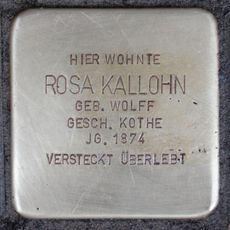 HIER WOHNTE
ROSA KALLOHN
GEB. WOLFF
GESCH. KOTHE
JG. 1874
VERSTECKT ÜBERLEBT